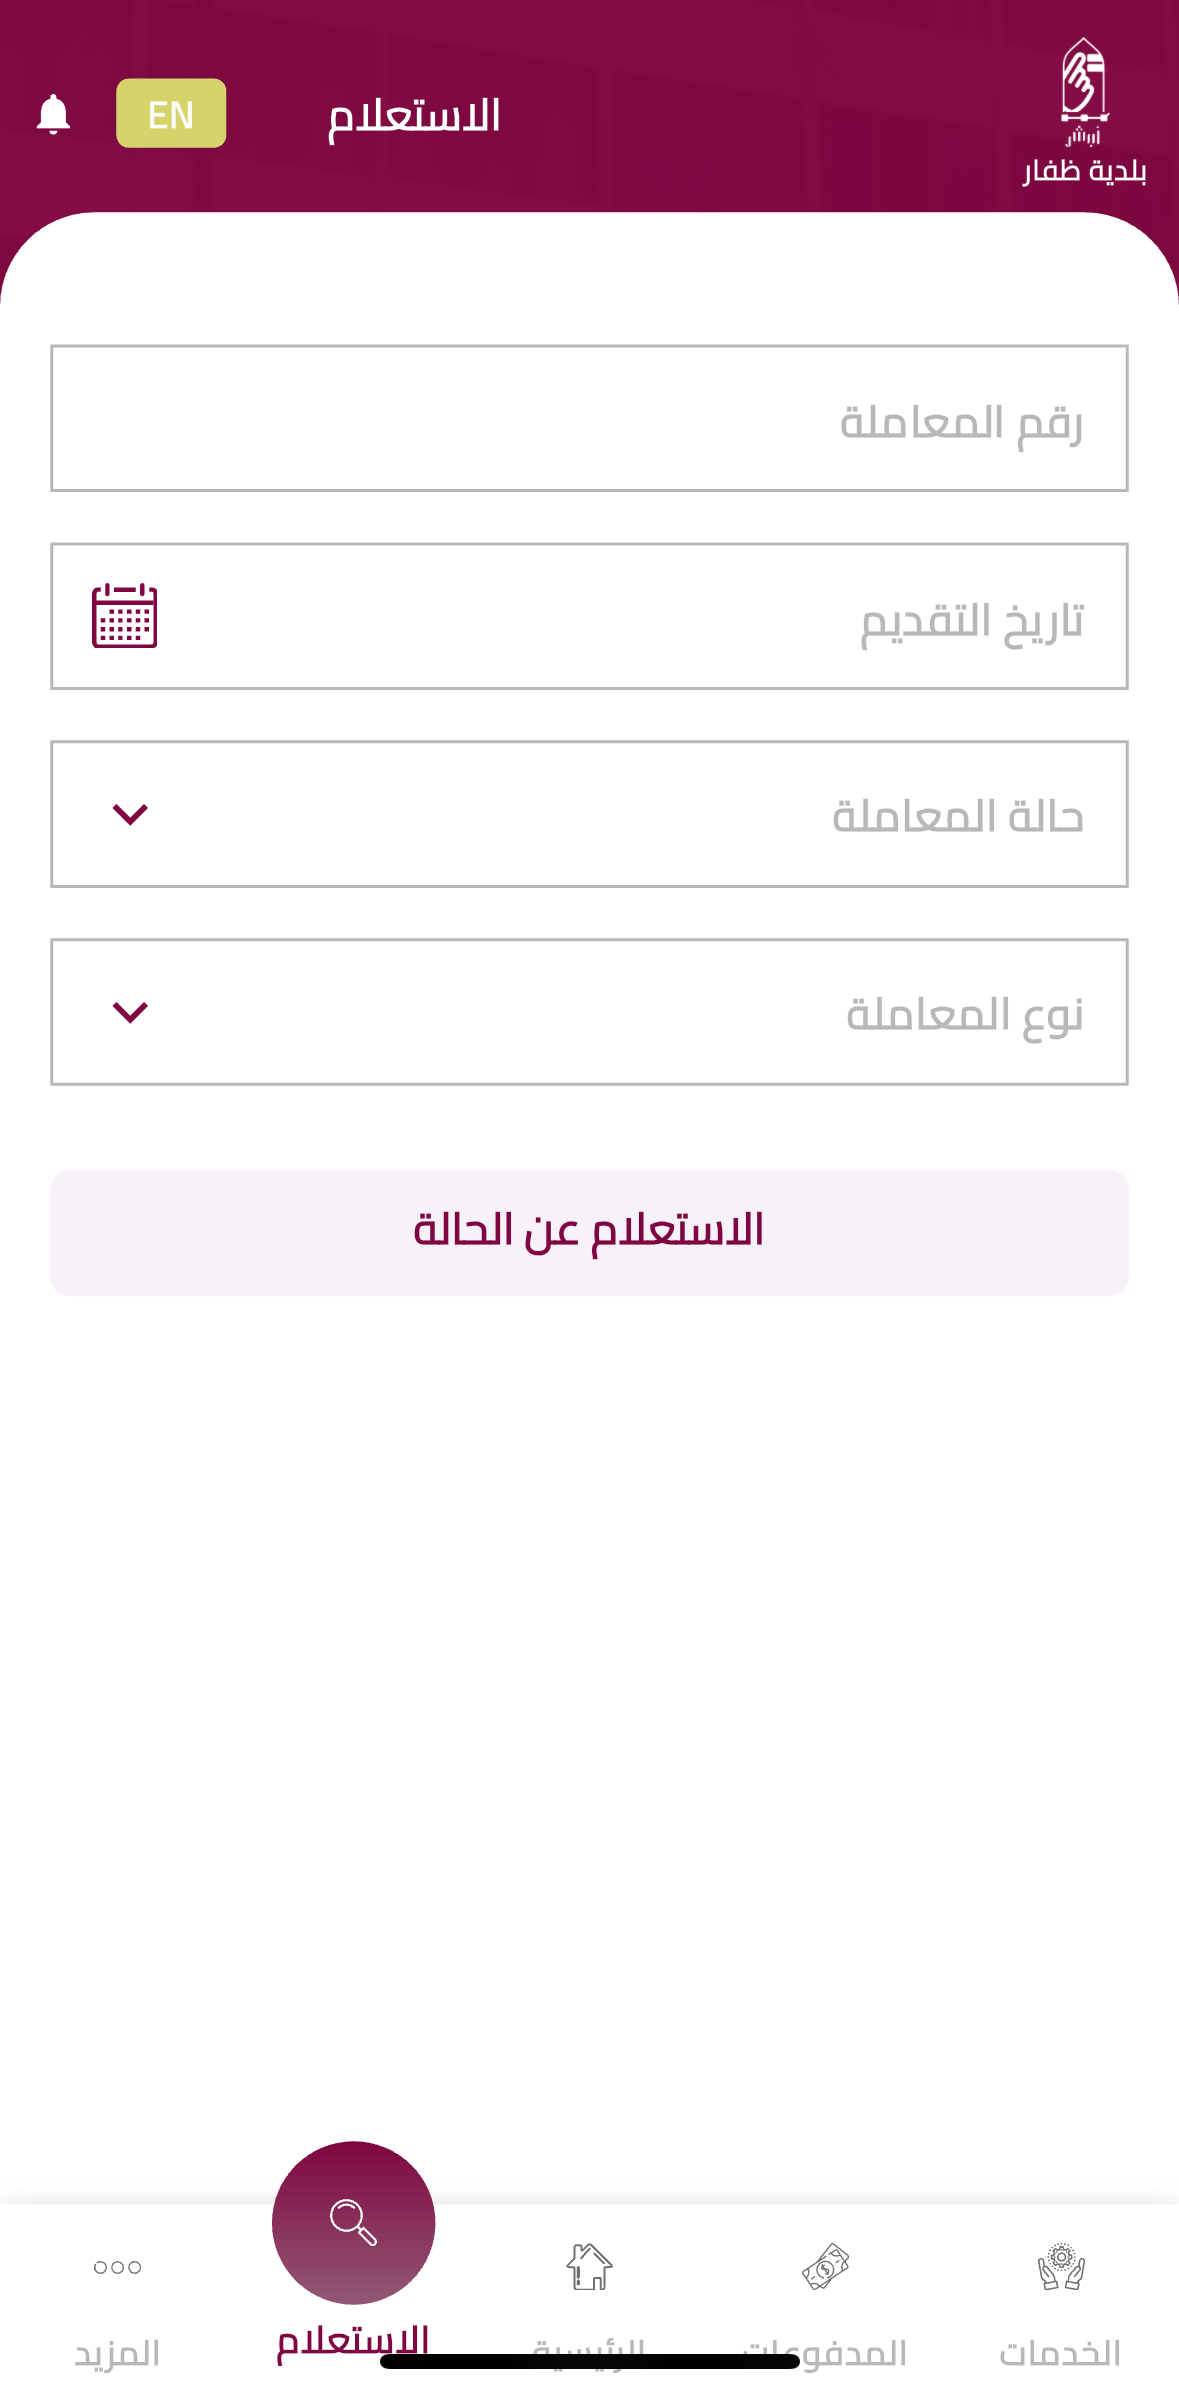 أبشر
بلدية ظفار
الاستعلام
EN
رقم المعاملة
تاريخ التقديم
حالة المعاملة
نوع المعاملة
الاستعلام عن الحالة
الخدمات
المدفوعات
الرئيسية
الاستعلام
المزيد